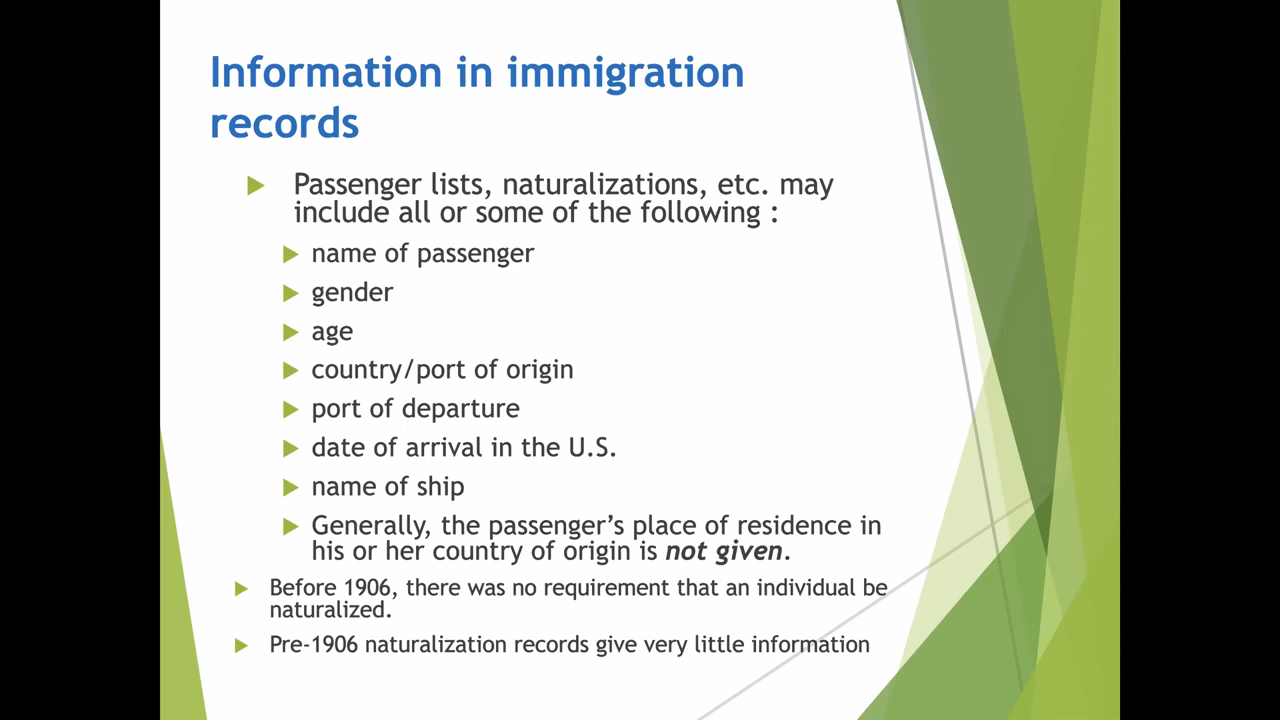 Information in immigration
records
Passenger lists, naturalizations, etc. may
include all or some of the following :
name of passenger
gender
age
country/port of origin
port of departure
date of arrival in the U.S.
name of ship
Generally, the passenger’s place of residence in
his or her country of origin is not given.
Before 1906, there was no requirement that an individual be
naturalized.
Pre-1906 naturalization records give very little information